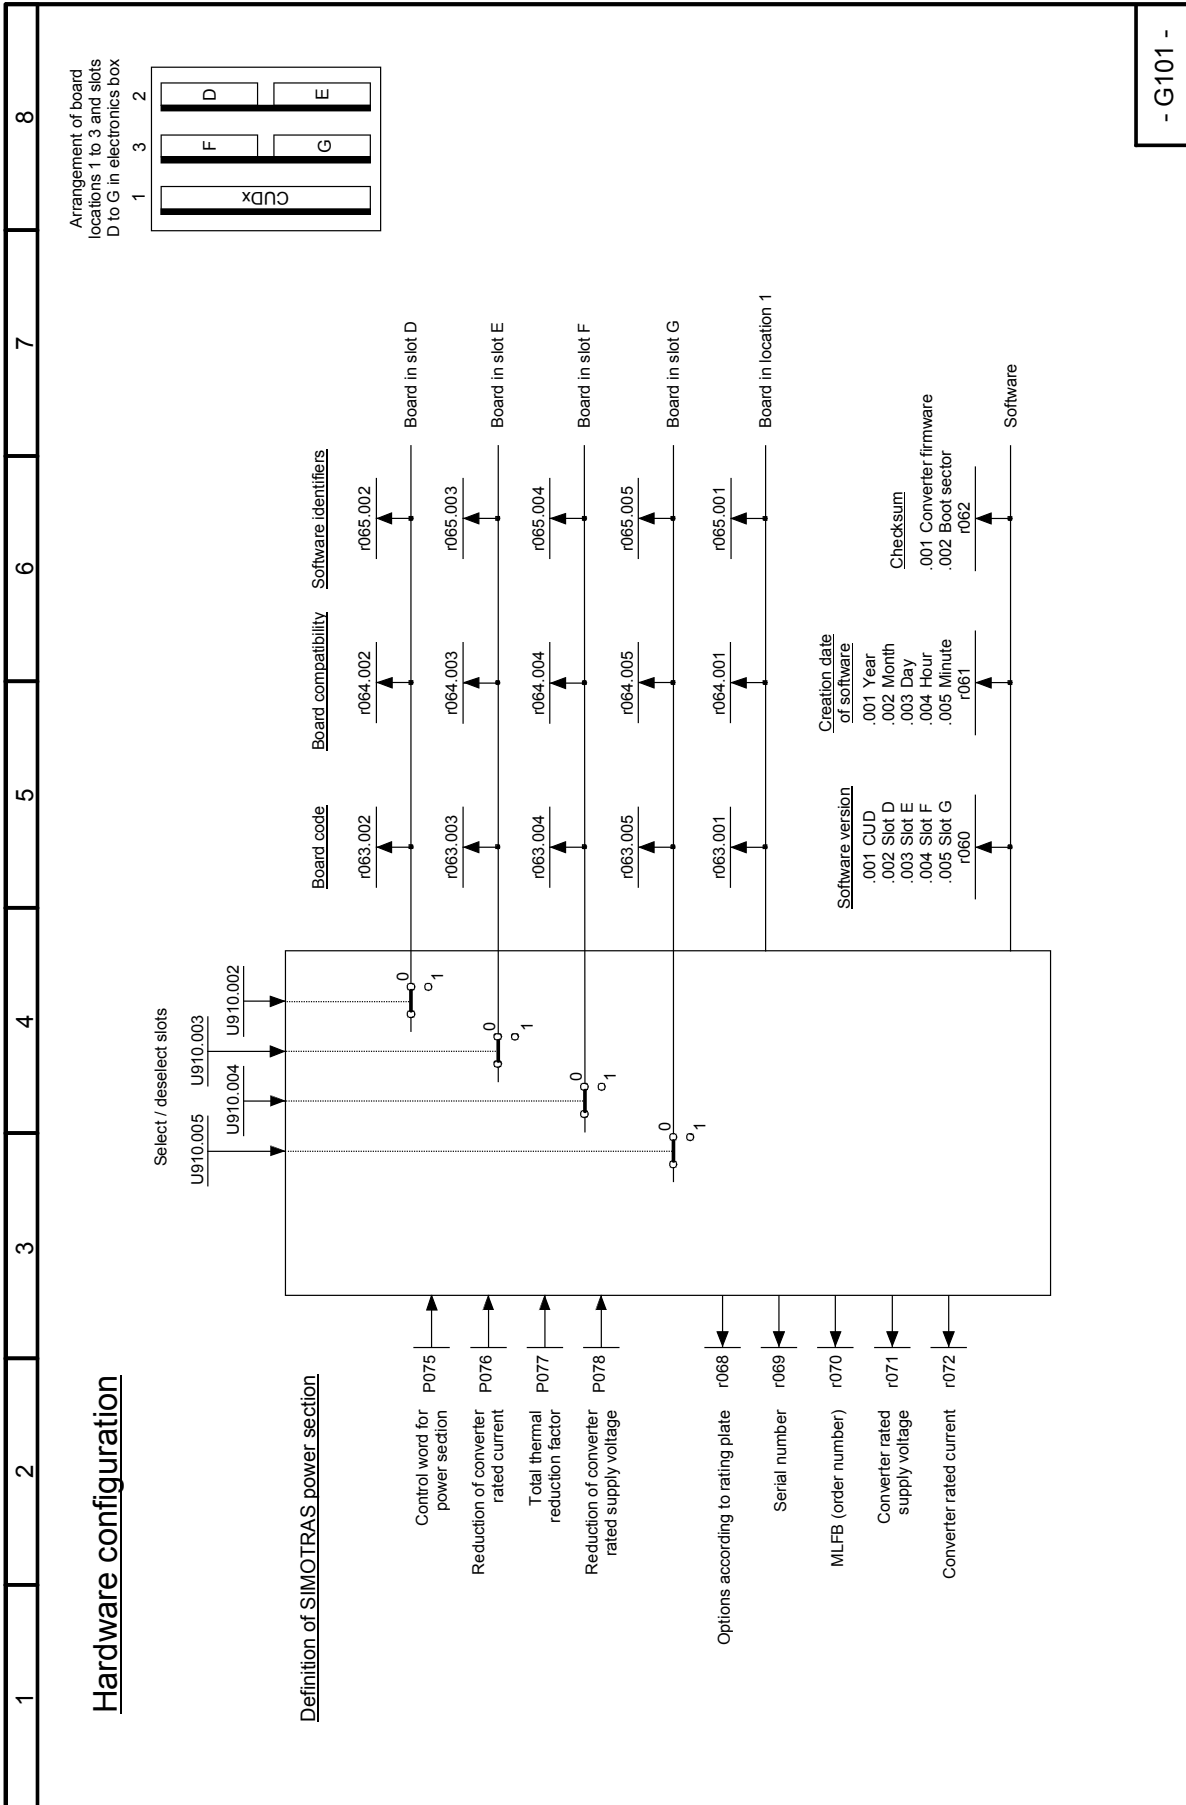 1
2
3
4
5
6
7
8
Hardware configuration
Arrangement of board
locations 1 to 3 and slots
D to G in electronics box
1
3
2
CUDx
F
G
D
E
Select / deselect slots
U910.005
U910.004
U910.003
U910.002
Definition of SIMOTRAS power section
Control word for
power section
P075
Reduction of converter
rated current
P076
Total thermal
reduction factor
P077
Reduction of converter
rated supply voltage
P078
Options according to rating plate
r068
Serial number
r069
MLFB (order number)
r070
Converter rated
supply voltage
r071
Converter rated current
r072
0
1
0
1
0
1
0
1
Board code
Board compatibility
Software identifiers
r063.002
r064.002
r065.002
Board in slot D
r063.003
r064.003
r065.003
Board in slot E
r063.004
r064.004
r065.004
Board in slot F
r063.005
r064.005
r065.005
Board in slot G
r063.001
r064.001
r065.001
Board in location 1
Software version
.001 CUD
.002 Slot D
.003 Slot E
.004 Slot F
.005 Slot G
r060
Creation date
of software
.001 Year
.002 Month
.003 Day
.004 Hour
.005 Minute
r061
Checksum
.001 Converter firmware
.002 Boot sector
r062
Software
- G101 -